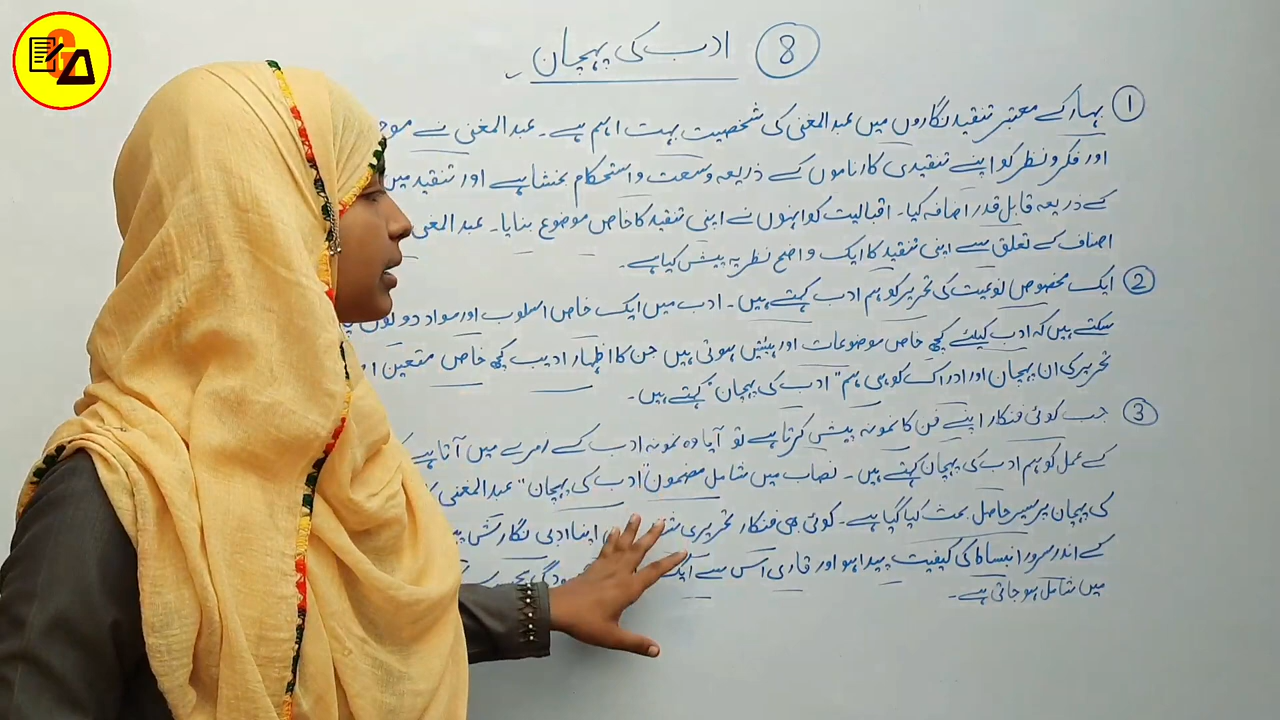 8 ادب کی پہچان ۔
1 بہار کے معتبر تنقید نگاروں میں عبدالمغنی کی شخصیت بہت اہم ہے ۔ عبدالمغنی نے
اور فکر و نظر کو اپنے تنقیدی کارناموں کے ذریعہ وسعت و استحکام بخشا ہے اور تنقید میں
کے ذریعہ قابل قدر اضافہ کیا ۔ اقبالیت کو انہوں نے اپنی تنقید کا خاص موضوع بنایا ۔ عبدالمغنی
اصناف کے تعلق سے اپنی تنقید کا ایک واضح نظریہ پیش کیا ہے ۔
2 ایک مخصوص نوعیت کی تحریر کو ہم ادب کہتے ہیں ۔ ادب میں ایک خاص اسلوب اور مواد دونوں
سکتے ہیں کہ ادب کیلئے کچھ خاص موضوعات اور ہیئتیں ہوتی ہیں جن کا اظہار ادیب کچھ خاص متعین
تحریر کی ان پہچان اور ادراک کو ہی ہم " ادب کی پہچان " کہتے ہیں ۔
3 جب کوئی فنکار اپنے فن کا نمونہ پیش کرتا ہے تو آیا وہ نمونہ ادب کے زمرے میں آتا ہے
کے عمل کو ہم ادب کی پہچان کہتے ہیں ۔ نصاب میں شامل مضمون " ادب کی پہچان " عبدالمغنی
کی پہچان پر سیر حاصل بحث کیا گیا ہے ۔ کوئی بھی فنکار تحریری اپنا ادبی نگارش
کے اندر سرور انبساط کی کیفیت پیدا ہو اور قاری اس سے ایک
میں شامل ہو جاتی ہے ۔